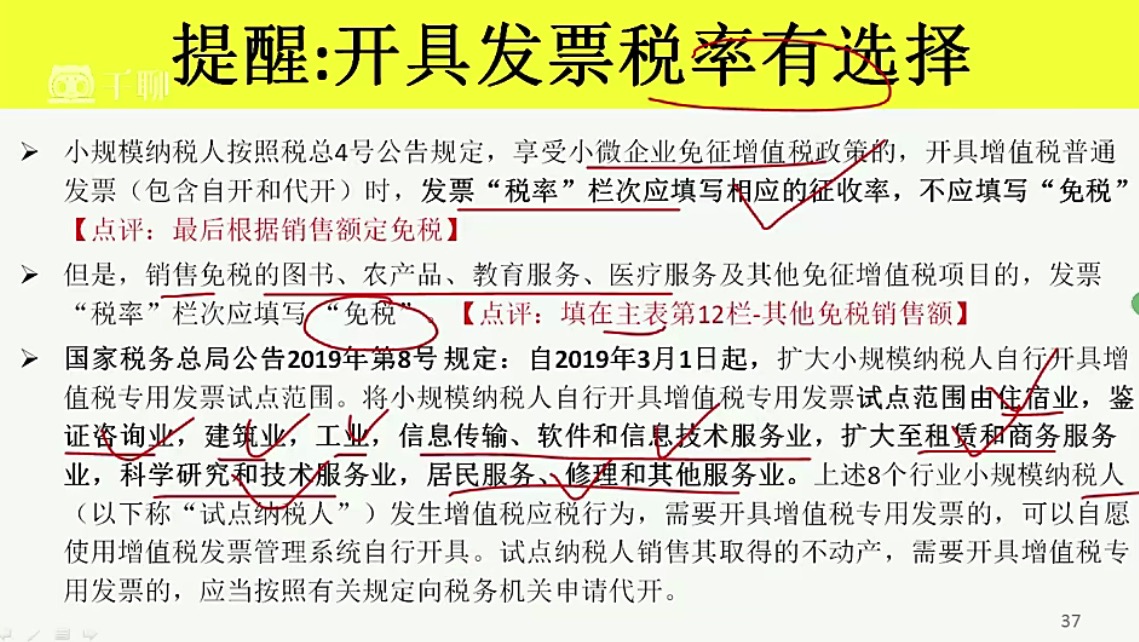 提醒:开具发票税率有选择
千聊
➢ 小规模纳税人按照税总4号公告规定，享受小微企业免征增值税政策的，开具增值税普通
发票（包含自开和代开）时，发票“税率”栏次应填写相应的征收率，不应填写“免税”
【点评：最后根据销售额定免税】
➢ 但是，销售免税的图书、农产品、教育服务、医疗服务及其他免征增值税项目的，发票
“税率”栏次应填写 “免税”。【点评：填在主表第12栏-其他免税销售额】
➢ 国家税务总局公告2019年第8号 规定：自2019年3月1日起，扩大小规模纳税人自行开具增
值税专用发票试点范围。将小规模纳税人自行开具增值税专用发票试点范围由住宿业，鉴
证咨询业，建筑业，工业，信息传输、软件和信息技术服务业，扩大至租赁和商务服务
业，科学研究和技术服务业，居民服务、修理和其他服务业。上述8个行业小规模纳税人
（以下称“试点纳税人”）发生增值税应税行为，需要开具增值税专用发票的，可以自愿
使用增值税发票管理系统自行开具。试点纳税人销售其取得的不动产，需要开具增值税专
用发票的，应当按照有关规定向税务机关申请代开。
37